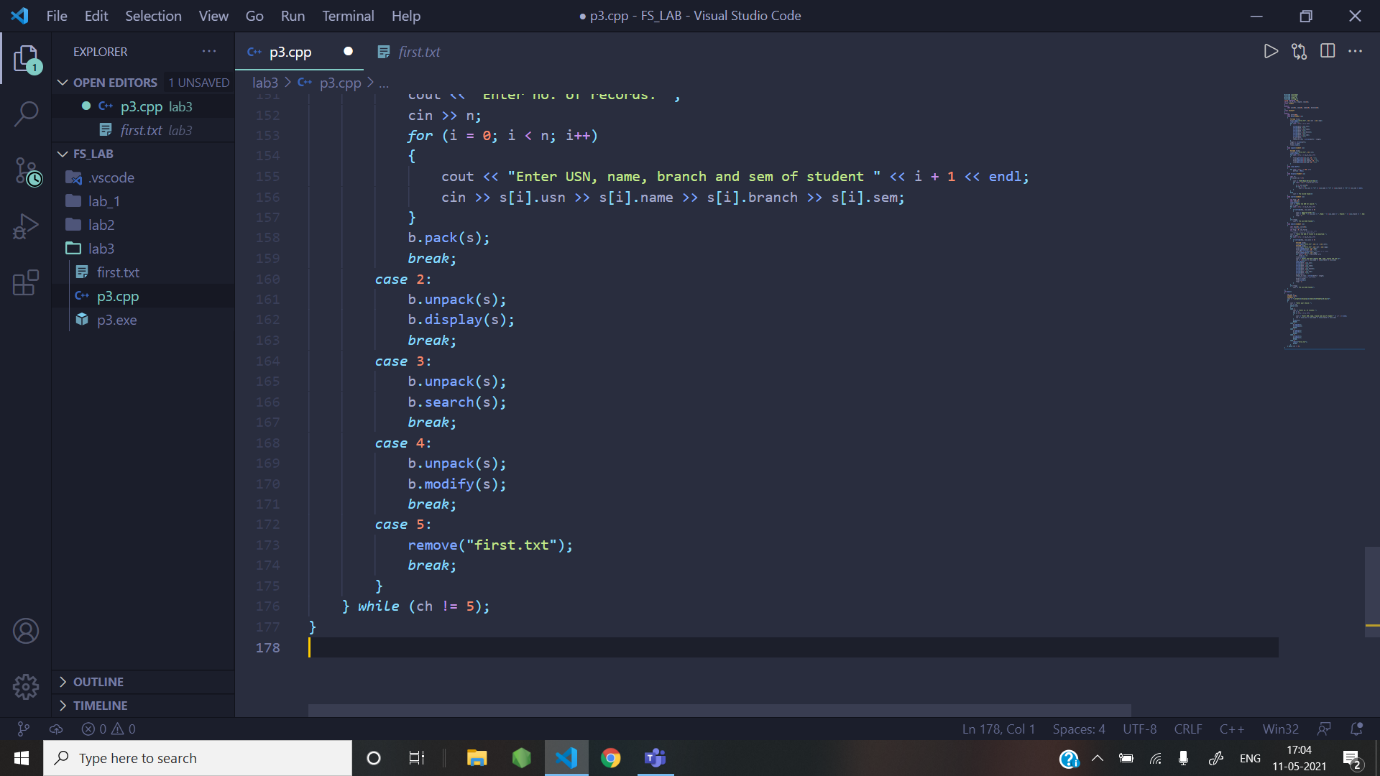 File Edit Selection View Go Run Terminal Help
● p3.cpp - FS_LAB - Visual Studio Code
EXPLORER
OPEN EDITORS 1 UNSAVED
p3.cpp lab3
first.txt lab3
FS_LAB
.vscode
lab_1
lab2
lab3
first.txt
p3.cpp
p3.exe
OUTLINE
TIMELINE
p3.cpp
first.txt
lab3 > p3.cpp > ...
151 cout << "Enter no. of records: ";
152 cin >> n;
153 for (i = 0; i < n; i++)
154 {
155 cout << "Enter USN, name, branch and sem of student " << i + 1 << endl;
156 cin >> s[i].usn >> s[i].name >> s[i].branch >> s[i].sem;
157 }
158 b.pack(s);
159 break;
160 case 2:
161 b.unpack(s);
162 b.display(s);
163 break;
164 case 3:
165 b.unpack(s);
166 b.search(s);
167 break;
168 case 4:
169 b.unpack(s);
170 b.modify(s);
171 break;
172 case 5:
173 remove("first.txt");
174 break;
175 }
176 } while (ch != 5);
177 }
178
0 0
Ln 178, Col 1 Spaces: 4 UTF-8 CRLF C++ Win32
Type here to search
ENG
17:04
11-05-2021
2